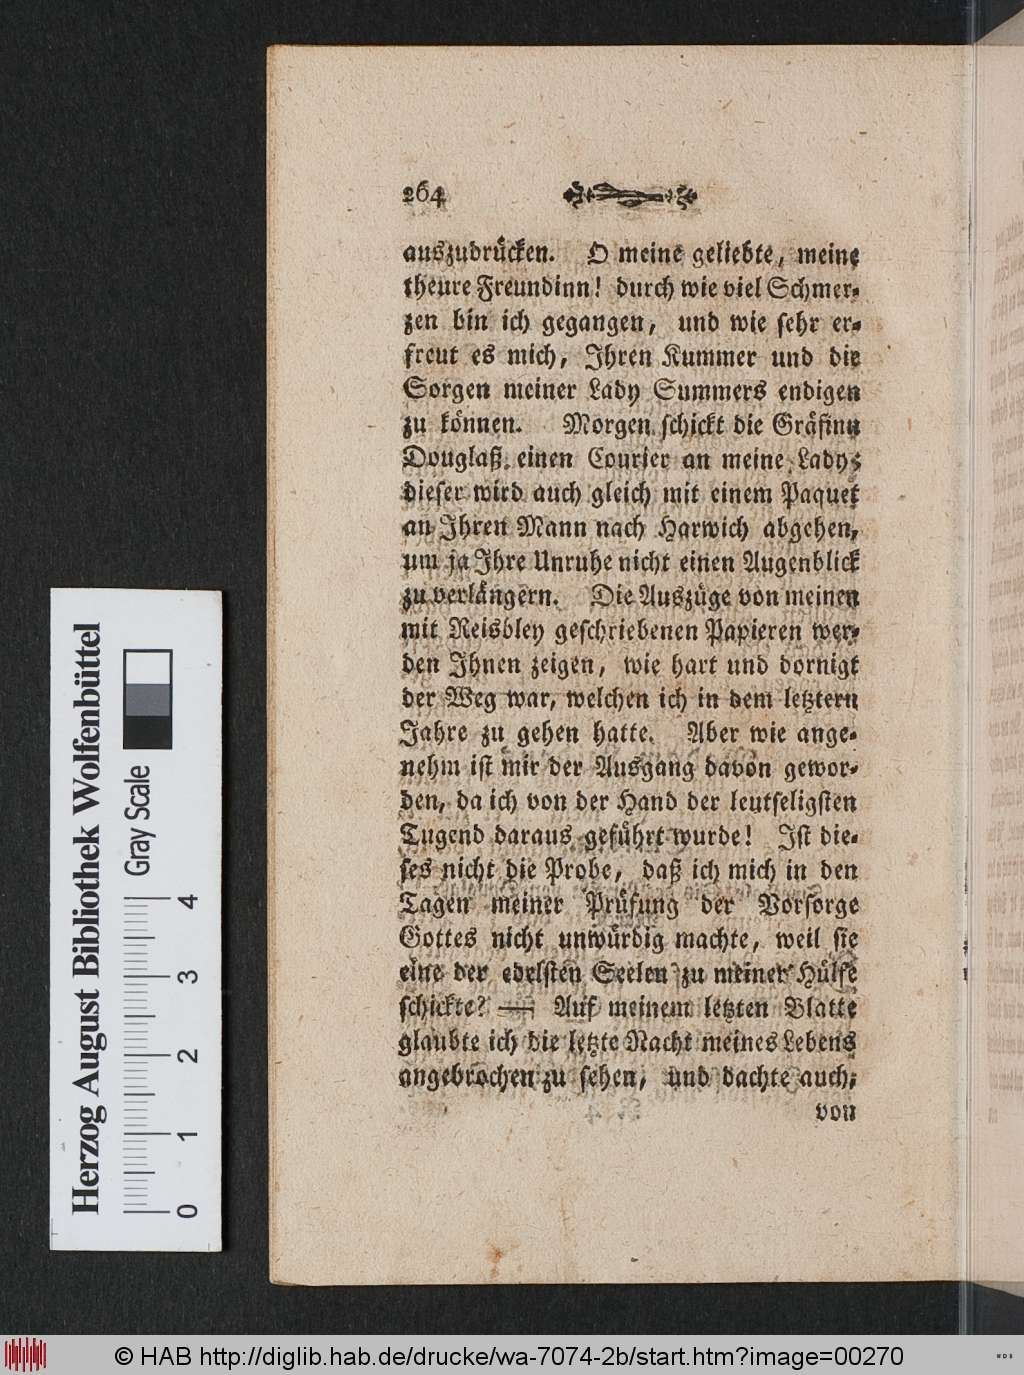 264
auszudrücken. O meine geliebte, meine
theure Freundinn! durch wie viel Schmer-
zen bin ich gegangen, und wie sehr er-
freut es mich, Ihren Kummer und die
Sorgen meiner Lady Summers endigen
zu können. Morgen schickt die Gräfinn
Douglaß einen Courier an meine Lady;
dieser wird auch gleich mit einem Paquet
an Ihren Mann nach Harwich abgehen,
um ja Ihre Unruhe nicht einen Augenblick
zu verlängern. Die Auszüge von meinen
mit Reisbley geschriebenen Papieren wer-
den Ihnen zeigen, wie hart und dornigt
der Weg war, welchen ich in dem letztern
Jahre zu gehen hatte. Aber wie ange-
nehm ist mir der Ausgang davon gewor-
den, da ich von der Hand der leutseligsten
Tugend daraus geführt wurde! Ist die-
ses nicht die Probe, daß ich mich in den
Tagen meiner Prüfung der Vorsorge
Gottes nicht unwürdig machte, weil sie
eine der edelsten Seelen zu meiner Hülfe
schickte? — Auf meinem letzten Blatte
glaubte ich die letzte Nacht meines Lebens
angebrochen zu sehen, und dachte auch,
von
Herzog August Bibliothek Wolfenbüttel
Gray Scale
0 1 2 3 4
© HAB http://diglib.hab.de/drucke/wa-7074-2b/start.htm?image=00270
WDB